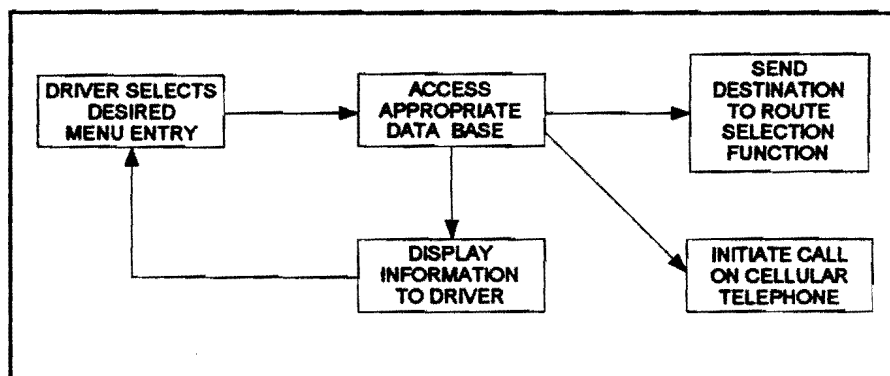 DRIVER SELECTS
DESIRED
MENU ENTRY
ACCESS
APPROPRIATE
DATA BASE
SEND
DESTINATION
TO ROUTE
SELECTION
FUNCTION
DISPLAY
INFORMATION
TO DRIVER
INITIATE CALL
ON CELLULAR
TELEPHONE